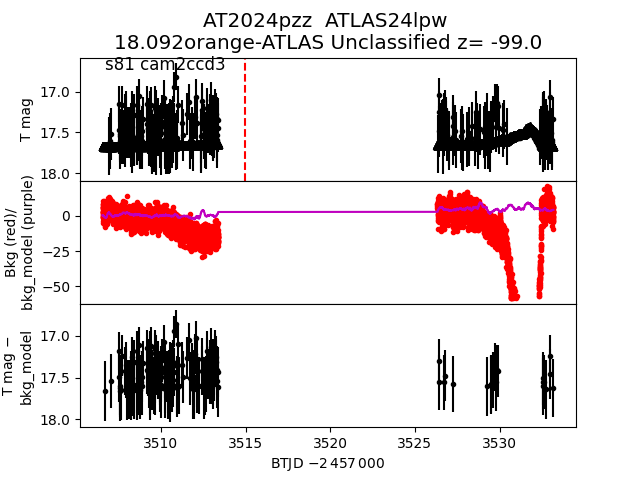 AT2024pzz ATLAS24lpw
18.092orange-ATLAS Unclassified z= -99.0
s81 cam2ccd3
T mag
17.0
17.5
18.0
Bkg (red)/
bkg_model (purple)
0
−25
−50
T mag −
bkg_model
17.0
17.5
18.0
3510 3515 3520 3525 3530
BTJD −2 457 000